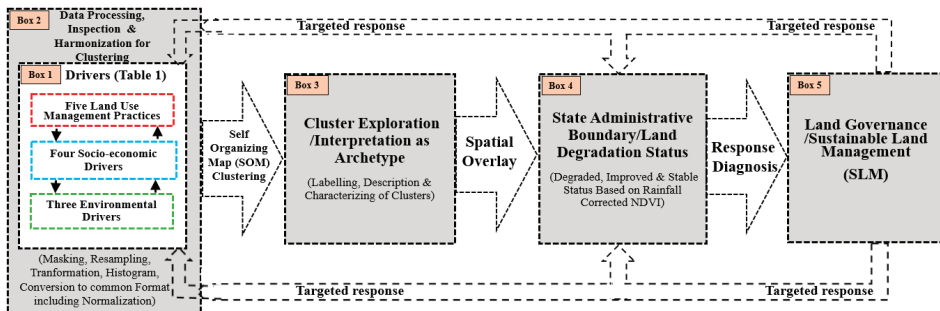 Box 2
Data Processing,
Inspection &
Harmonization for
Clustering
Box 1
Drivers (Table 1)
Five Land Use
Management Practices
Four Socio-economic
Drivers
Three Environmental
Drivers
(Masking, Resampling,
Tranformation, Histogram,
Conversion to common Format
including Normalization)
Self
Organizing
Map (SOM)
Clustering
Box 3
Cluster Exploration
/Interpretation as
Archetype
(Labelling, Description &
Characterizing of Clusters)
Spatial
Overlay
Box 4
State Administrative
Boundary/Land
Degradation Status
(Degraded, Improved & Stable
Status Based on Rainfall
Corrected NDVI)
Response
Diagnosis
Box 5
Land Governance
/Sustainable Land
Management
(SLM)
Targeted response
Targeted response
Targeted response
Targeted response